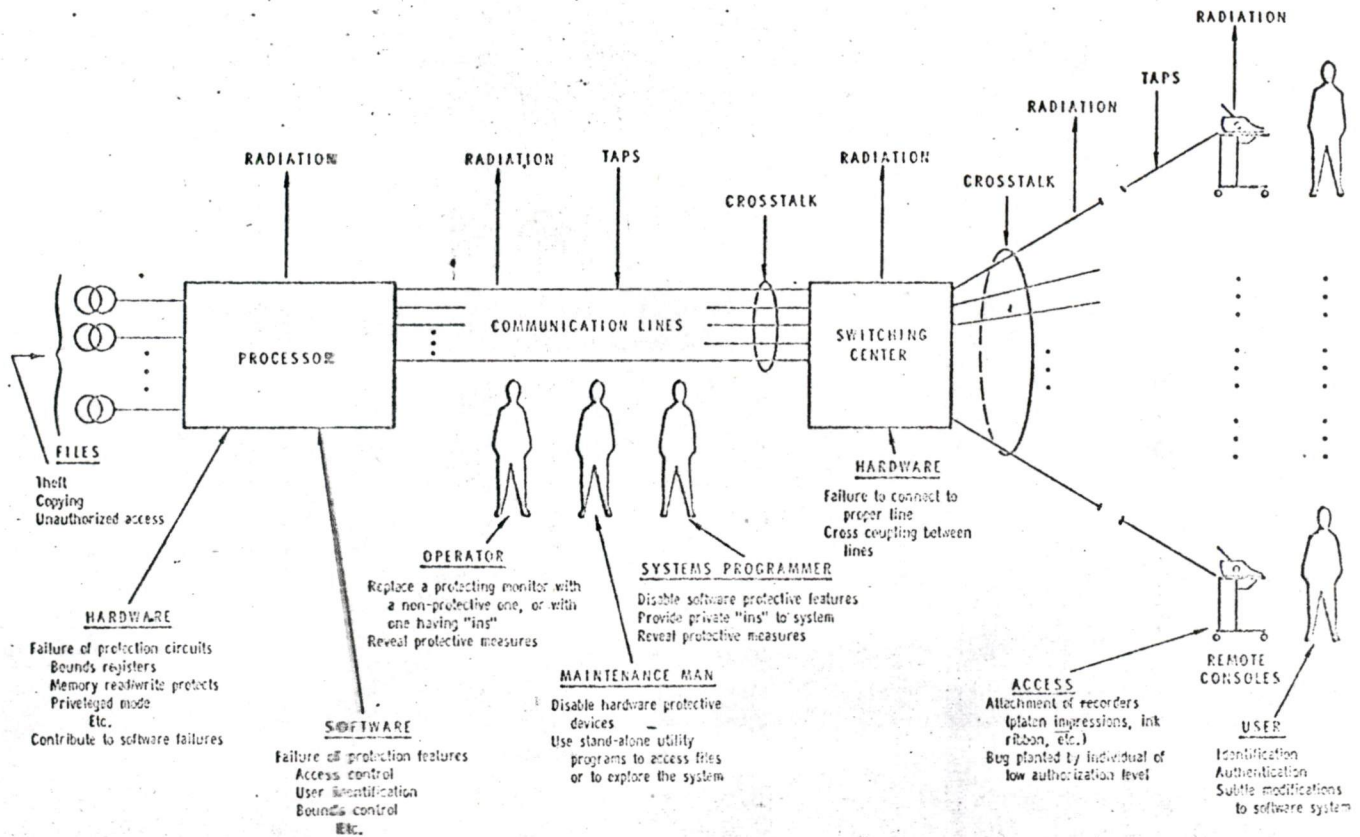 RADIATION
TAPS
RADIATION
RADIATION
RADIATION
TAPS
RADIATION
CROSSTALK
CROSSTALK
PROCESSOR
COMMUNICATION LINES
SWITCHING
CENTER
FILES
Theft
Copying
Unauthorized access
HARDWARE
Failure of protection circuits
Bounds registers
Memory read/write protects
Priveleged mode
Etc.
Contribute to software failures
SOFTWARE
Failure of protection features
Access control
User identification
Bounds control
Etc.
OPERATOR
Replace a protecting monitor with
a non-protective one, or with
one having "ins"
Reveal protective measures
MAINTENANCE MAN
Disable hardware protective
devices
Use stand-alone utility
programs to access files
or to explore the system
SYSTEMS PROGRAMMER
Disable software protective features
Provide private "ins" to system
Reveal protective measures
HARDWARE
Failure to connect to
proper line
Cross coupling between
lines
ACCESS
Attachment of recorders
(platen impressions, ink
ribbon, etc.)
Bug planted by individual of
low authorization level
REMOTE
CONSOLES
USER
Identification
Authentication
Subtle modifications
to software system